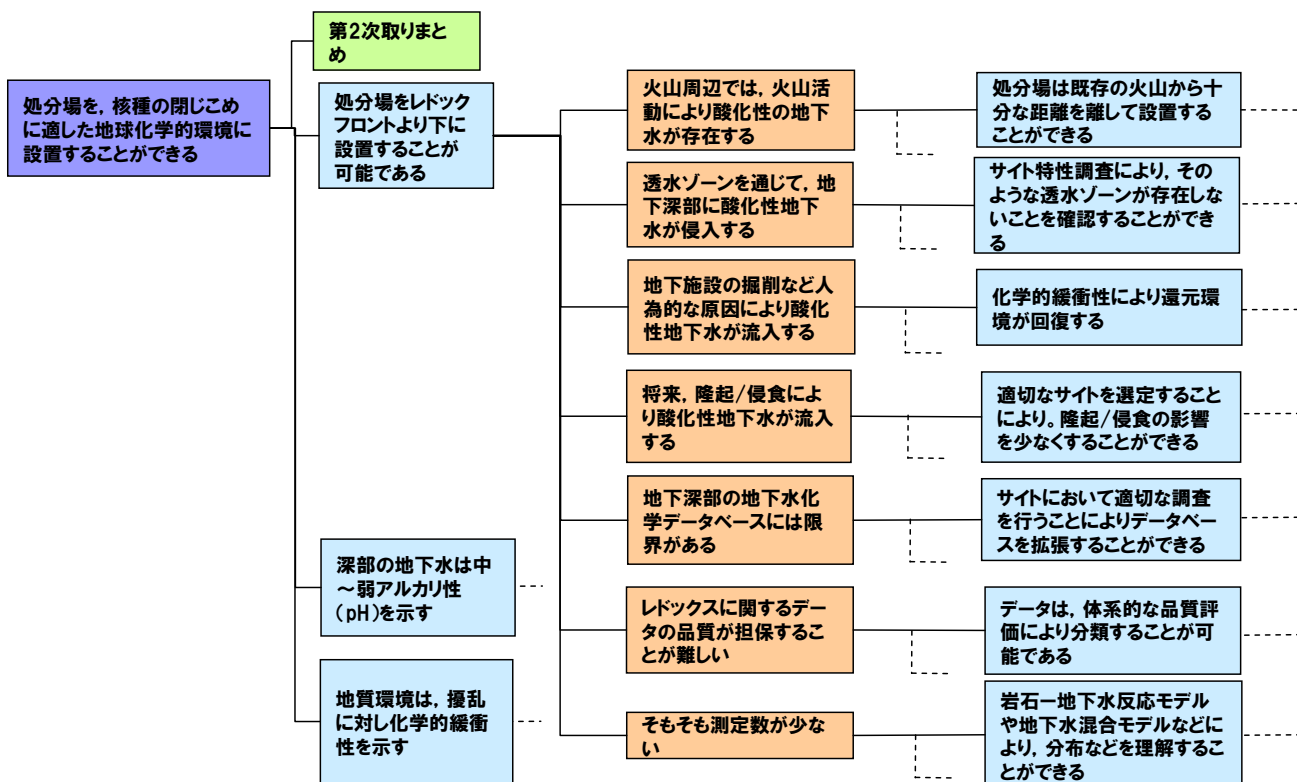 第2次取りまと
め
処分場を，核種の閉じこめ
に適した地球化学的環境に
設置することができる
処分場をレドック
フロントより下に
設置することが
可能である
深部の地下水は中
～弱アルカリ性
（pH）を示す
地質環境は，擾乱
に対し化学的緩衝
性を示す
火山周辺では，火山活
動により酸化性の地下
水が存在する
処分場は既存の火山から十
分な距離を離して設置する
ことができる
透水ゾーンを通じて，地
下深部に酸化性地下
水が侵入する
サイト特性調査により，その
ような透水ゾーンが存在しな
いことを確認することができ
る
地下施設の掘削など人
為的な原因により酸化
性地下水が流入する
化学的緩衝性により還元環
境が回復する
将来，隆起/侵食によ
り酸化性地下水が流入
する
適切なサイトを選定すること
により。隆起/侵食の影響
を少なくすることができる
地下深部の地下水化
学データベースには限
界がある
サイトにおいて適切な調査
を行うことによりデータベー
スを拡張することができる
レドックスに関するデー
タの品質が担保するこ
とが難しい
データは，体系的な品質評
価により分類することが可
能である
そもそも測定数が少な
い
岩石－地下水反応モデル
や地下水混合モデルなどに
より，分布などを理解するこ
とができる